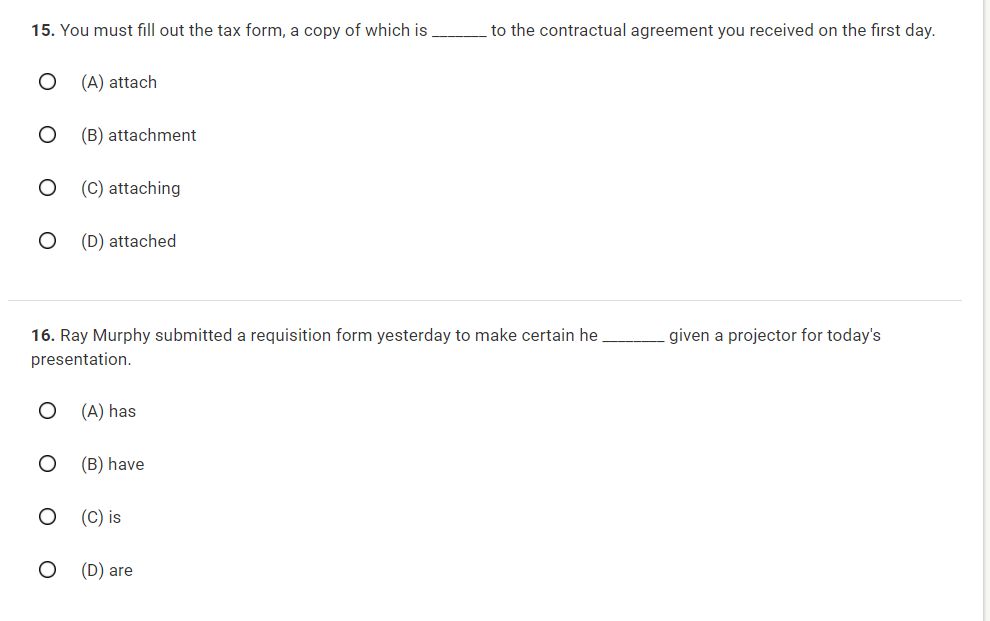 15. You must fill out the tax form, a copy of which is _______ to the contractual agreement you received on the first day.
(A) attach
(B) attachment
(C) attaching
(D) attached
16. Ray Murphy submitted a requisition form yesterday to make certain he ________ given a projector for today's
presentation.
(A) has
(B) have
(C) is
(D) are